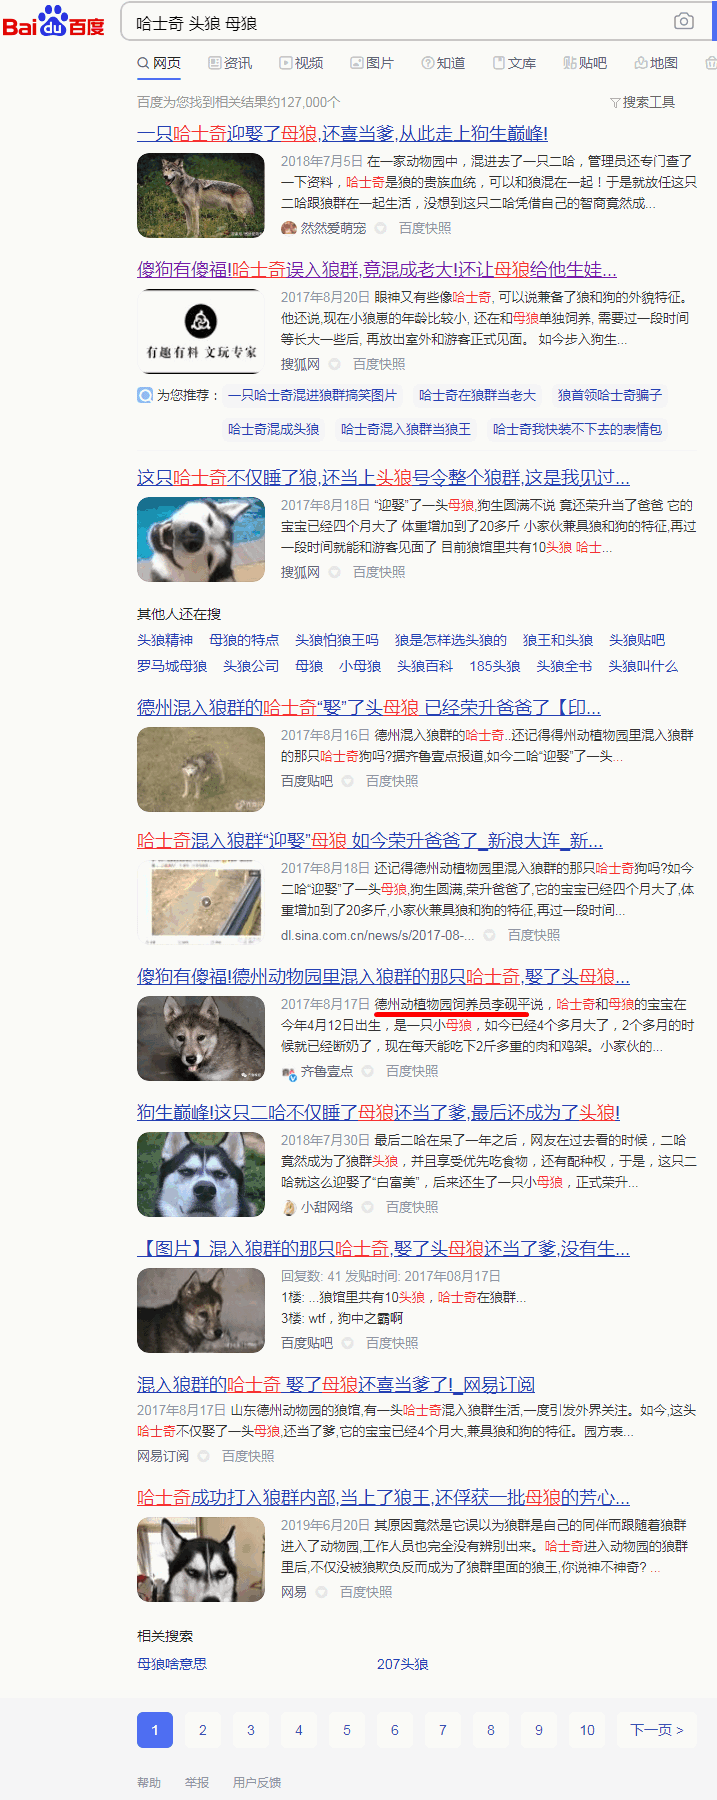 Bai du 百度
哈士奇 头狼 母狼
网页 资讯 视频 图片 知道 文库 贴吧 地图
百度为您找到相关结果约127,000个 搜索工具
一只哈士奇迎娶了母狼,还喜当爹,从此走上狗生巅峰!
2018年7月5日 在一家动物园中，混进去了一只二哈，管理员还专门查了
一下资料，哈士奇是狼的贵族血统，可以和狼混在一起！于是就放任这只
二哈跟狼群在一起生活，没想到这只二哈凭借自己的智商竟然成...
然然爱萌宠 百度快照
傻狗有傻福!哈士奇误入狼群,竟混成老大!还让母狼给他生娃...
有趣有料 文玩专家
2017年8月20日 眼神又有些像哈士奇, 可以说兼备了狼和狗的外貌特征。
他还说,现在小狼崽的年龄比较小, 还在和母狼单独饲养, 需要过一段时间
等长大一些后, 再放出室外和游客正式见面。 如今步入狗生...
搜狐网 百度快照
为您推荐： 一只哈士奇混进狼群搞笑图片 哈士奇在狼群当老大 狼首领哈士奇骗子
哈士奇混成头狼 哈士奇混入狼群当狼王 哈士奇我快装不下去的表情包
这只哈士奇不仅睡了狼,还当上头狼号令整个狼群,这是我见过...
2017年8月18日 “迎娶”了一头母狼,狗生圆满不说 竟还荣升当了爸爸 它的
宝宝已经四个月大了 体重增加到了20多斤 小家伙兼具狼和狗的特征,再过
一段时间就能和游客见面了 目前狼馆里共有10头狼 哈士...
搜狐网 百度快照
其他人还在搜
头狼精神 母狼的特点 头狼怕狼王吗 狼是怎样选头狼的 狼王和头狼 头狼贴吧
罗马城母狼 头狼公司 母狼 小母狼 头狼百科 185头狼 头狼全书 头狼叫什么
德州混入狼群的哈士奇“娶”了头母狼 已经荣升爸爸了【印...
2017年8月16日 德州混入狼群的哈士奇..还记得得州动植物园里混入狼群
的那只哈士奇狗吗?据齐鲁壹点报道,如今二哈“迎娶”了一头...
百度贴吧 百度快照
哈士奇混入狼群“迎娶”母狼 如今荣升爸爸了_新浪大连_新...
2017年8月18日 还记得德州动植物园里混入狼群的那只哈士奇狗吗?如今
二哈“迎娶”了一头母狼,狗生圆满,荣升爸爸了,它的宝宝已经四个月大了,体
重增加到了20多斤,小家伙兼具狼和狗的特征,再过一段时间...
dl.sina.com.cn/news/s/2017-08-... 百度快照
傻狗有傻福!德州动物园里混入狼群的那只哈士奇,娶了头母狼...
2017年8月17日 德州动植物园饲养员李砚平说，哈士奇和母狼的宝宝在
今年4月12日出生，是一只小母狼，如今已经4个多月大了，2个多月的时
候就已经断奶了，现在每天能吃下2斤多重的肉和鸡架。小家伙的...
齐鲁壹点 百度快照
狗生巅峰!这只二哈不仅睡了母狼还当了爹,最后还成为了头狼!
2018年7月30日 最后二哈在呆了一年之后，网友在过去看的时候，二哈
竟然成为了狼群头狼，并且享受优先吃食物，还有配种权，于是，这只二
哈就这么迎娶了“白富美”，后来还生了一只小母狼，正式荣升...
小甜网络 百度快照
【图片】混入狼群的那只哈士奇,娶了头母狼还当了爹,没有生...
回复数: 41 发贴时间: 2017年08月17日
1楼: ...狼馆里共有10头狼，哈士奇在狼群...
3楼: wtf，狗中之霸啊
百度贴吧 百度快照
混入狼群的哈士奇 娶了母狼还喜当爹了!_网易订阅
2017年8月17日 山东德州动物园的狼馆,有一头哈士奇混入狼群生活,一度引发外界关注。如今,这头
哈士奇不仅娶了一头母狼,还当了爹,它的宝宝已经4个月大,兼具狼和狗的特征。园方表...
网易订阅 百度快照
哈士奇成功打入狼群内部,当上了狼王,还俘获一批母狼的芳心...
2019年6月20日 其原因竟然是它误以为狼群是自己的同伴而跟随着狼群
进入了动物园,工作人员也完全没有辨别出来。哈士奇进入动物园的狼群
里后,不仅没被狼欺负反而成为了狼群里面的狼王,你说神不神奇? ...
网易 百度快照
相关搜索
母狼啥意思 207头狼
1 2 3 4 5 6 7 8 9 10 下一页 >
帮助 举报 用户反馈